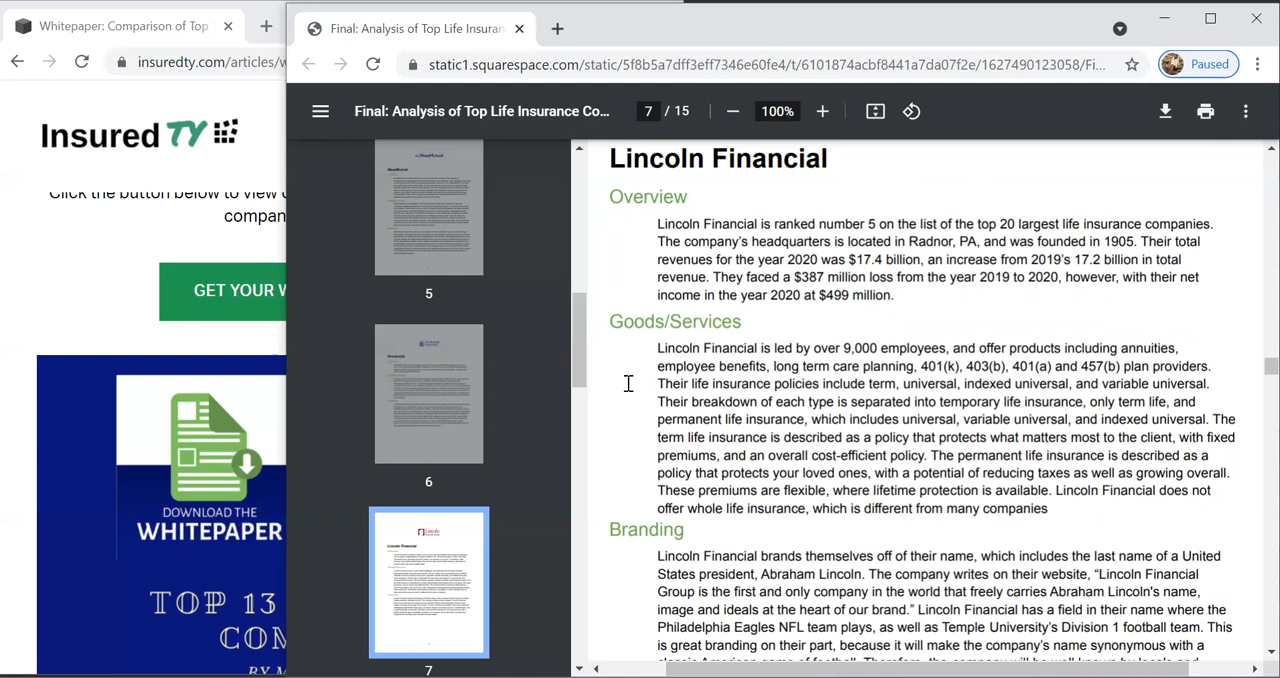 Whitepaper: Comparison of Top
insuredty.com/articles/w
Final: Analysis of Top Life Insuran
static1.squarespace.com/static/5f8b5a7dff3eff7346e60fe4/t/6101874acbf8441a7da07f2e/1627490123058/Fi...
Paused
Final: Analysis of Top Life Insurance Co...
7 / 15
100%
Insured TY
Click the button below to view
compan
GET YOUR W
DOWNLOAD THE
WHITEPAPER
TOP 13
COM
BY M
5
6
7
Lincoln Financial
Overview
Lincoln Financial is ranked number 5 on the list of the top 20 largest life insurance companies.
The company's headquarters is located in Radnor, PA, and was founded in 1905. Their total
revenues for the year 2020 was $17.4 billion, an increase from 2019's 17.2 billion in total
revenue. They faced a $387 million loss from the year 2019 to 2020, however, with their net
income in the year 2020 at $499 million.
Goods/Services
Lincoln Financial is led by over 9,000 employees, and offer products including annuities,
employee benefits, long term care planning, 401(k), 403(b), 401(a) and 457(b) plan providers.
Their life insurance policies include term, universal, indexed universal, and variable universal.
Their breakdown of each type is separated into temporary life insurance, only term life, and
permanent life insurance, which includes universal, variable universal, and indexed universal. The
term life insurance is described as a policy that protects what matters most to the client, with fixed
premiums, and an overall cost-efficient policy. The permanent life insurance is described as a
policy that protects your loved ones, with a potential of reducing taxes as well as growing overall.
These premiums are flexible, where lifetime protection is available. Lincoln Financial does not
offer whole life insurance, which is different from many companies
Branding
Lincoln Financial brands themselves off of their name, which includes the last name of a United
States President, Abraham Lincoln. The company writes on their website, "Lincoln Financial
Group is the first and only company in the world that freely carries Abraham Lincoln's name,
image and ideals at the heart of our brand." Lincoln Financial has a field in their name where the
Philadelphia Eagles NFL team plays, as well as Temple University's Division 1 football team. This
is great branding on their part, because it will make the company's name synonymous with a